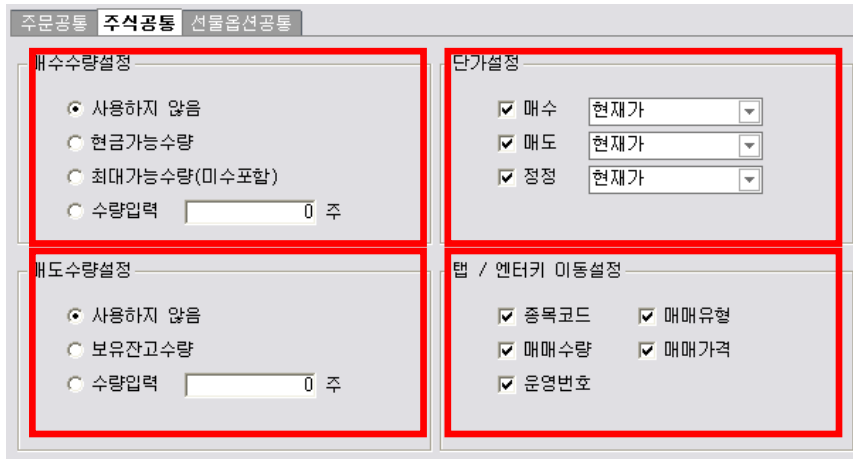 주문공통 주식공통 선물옵션공통
매수수량설정
사용하지 않음
현금가능수량
최대가능수량(미수포함)
수량입력 0 주
단가설정
매수 현재가
매도 현재가
정정 현재가
매도수량설정
사용하지 않음
보유잔고수량
수량입력 0 주
탭 / 엔터키 이동설정
종목코드 매매유형
매매수량 매매가격
운영번호